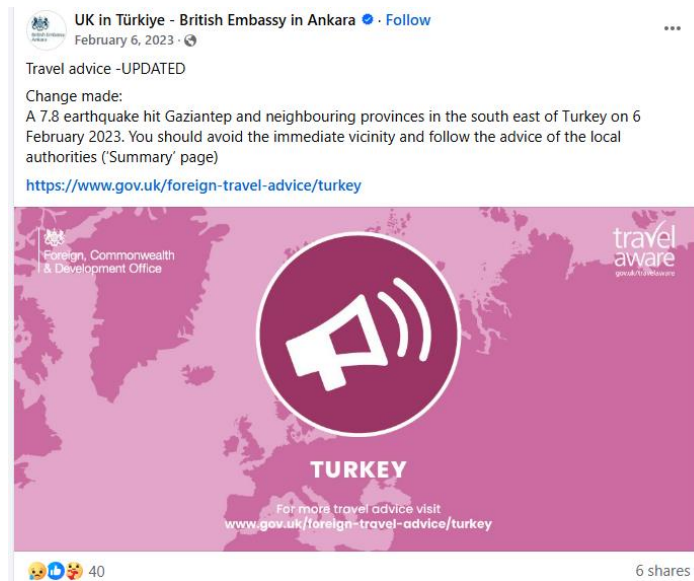 UK in Türkiye - British Embassy in Ankara · Follow
February 6, 2023 ·
Travel advice -UPDATED
Change made:
A 7.8 earthquake hit Gaziantep and neighbouring provinces in the south east of Turkey on 6
February 2023. You should avoid the immediate vicinity and follow the advice of the local
authorities ('Summary' page)
https://www.gov.uk/foreign-travel-advice/turkey
Foreign, Commonwealth
& Development Office
travel
aware
gov.uk/travelaware
TURKEY
For more travel advice visit
www.gov.uk/foreign-travel-advice/turkey
40
6 shares